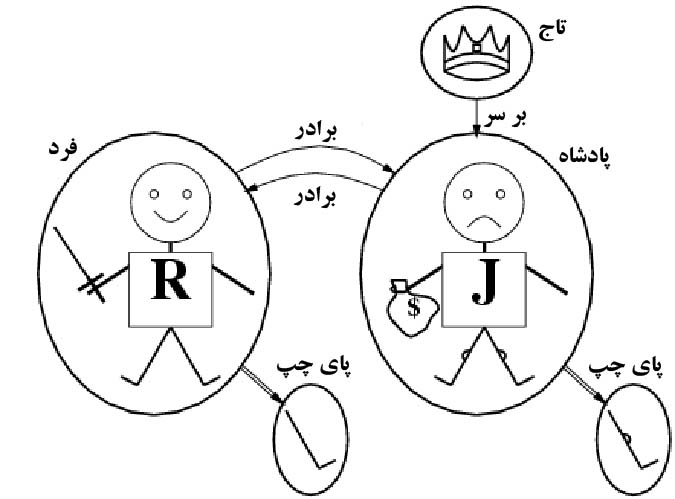 تاج
بر سر
برادر
فرد
پادشاه
برادر
R
J
$
پای چپ
پای چپ